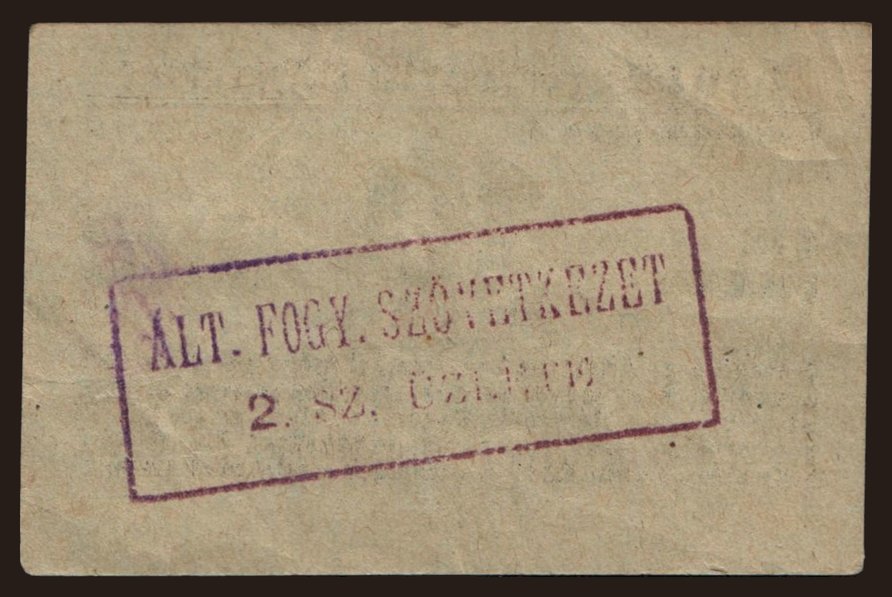 ÁLT. FOGY. SZÖVETKEZET
2. SZ. ÜZLETE